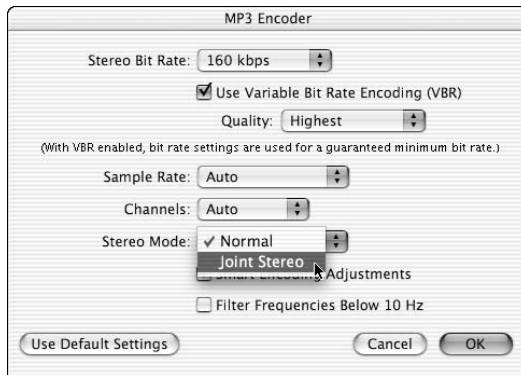 MP3 Encoder
Stereo Bit Rate: 160 kbps
Use Variable Bit Rate Encoding (VBR)
Quality: Highest
(With VBR enabled, bit rate settings are used for a guaranteed minimum bit rate.)
Sample Rate: Auto
Channels: Auto
Stereo Mode: ✓ Normal
Joint Stereo
Smart Encoding Adjustments
Filter Frequencies Below 10 Hz
Use Default Settings Cancel OK